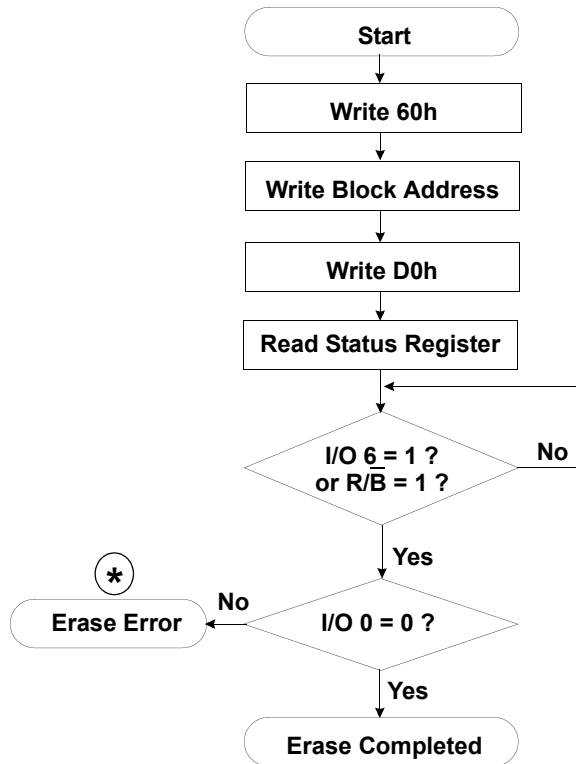 Start
Write 60h
Write Block Address
Write D0h
Read Status Register
I/O 6 = 1 ?
or R/B̅ = 1 ?
No
Yes
*
No
Erase Error
I/O 0 = 0 ?
Yes
Erase Completed